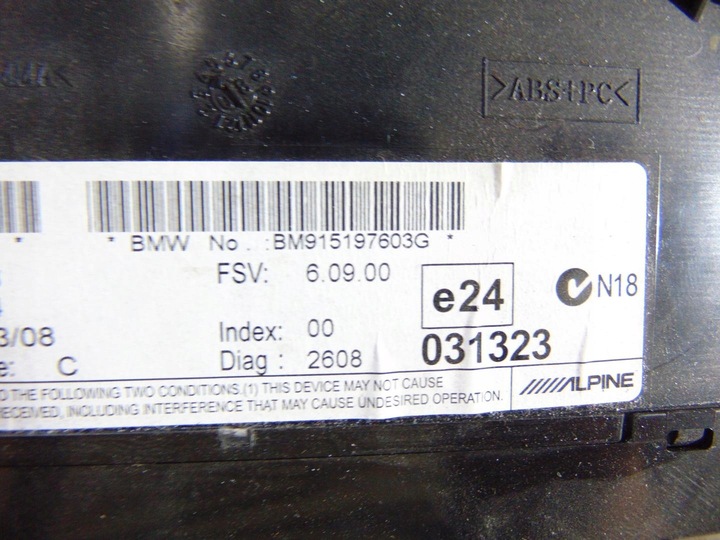 >ABS+PC<
*
* BMW No. :BM915197603G *
FSV: 6.09.00
e24
N18
3/08
Index: 00
031323
e: C
Diag : 2608
O THE FOLLOWING TWO CONDITIONS.(1) THIS DEVICE MAY NOT CAUSE
RECEIVED, INCLUDING INTERFERENCE THAT MAY CAUSE UNDESIRED OPERATION.
ALPINE